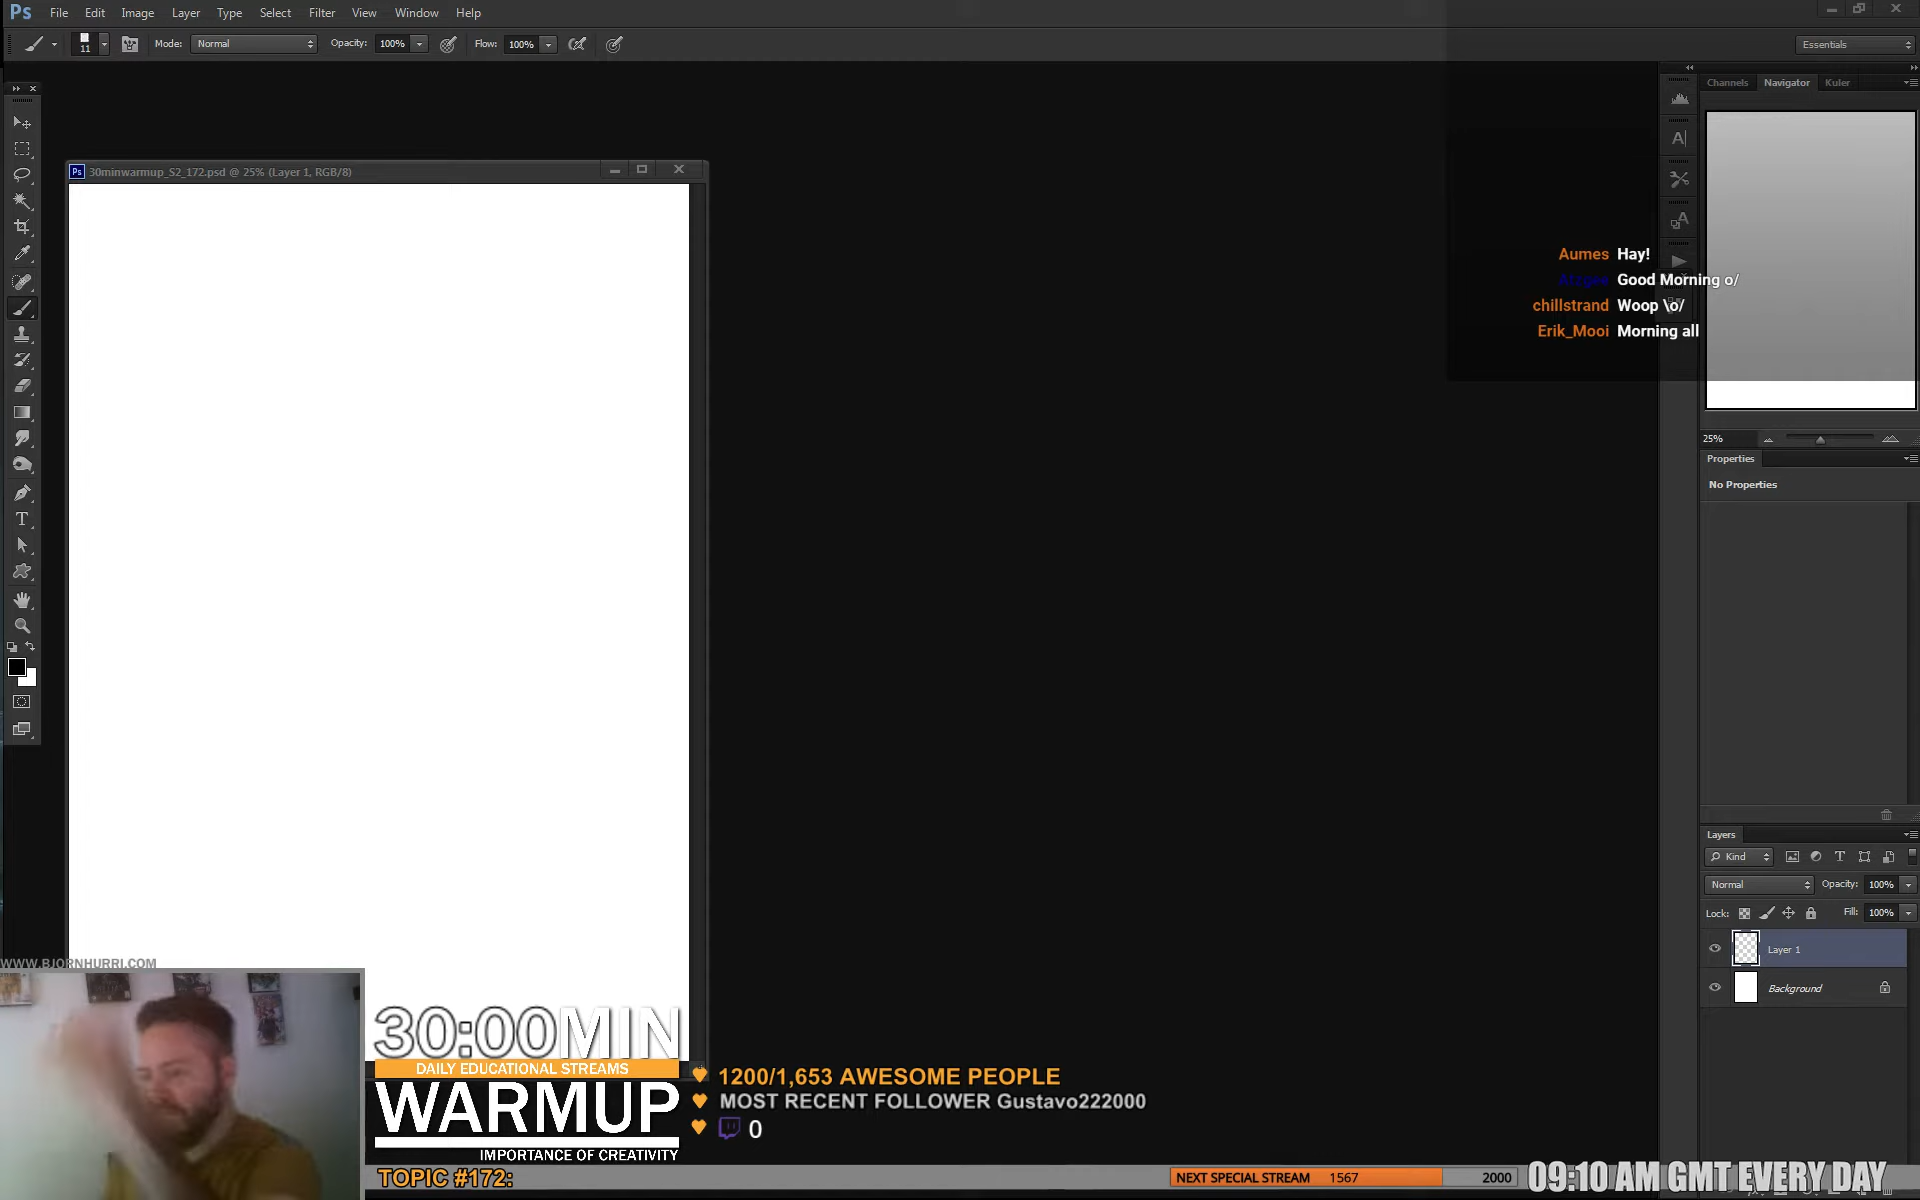 Ps File Edit Image Layer Type Select Filter View Window Help
11 Mode: Normal Opacity: 100% Flow: 100% Essentials
Channels Navigator Kuler
Ps 30minwarmup_S2_172.psd @ 25% (Layer 1, RGB/8)
Aumes Hay!
Good Morning o/
chillstrand Woop \o/
Erik_Mooi Morning all
25%
Properties
No Properties
Layers
Kind
Normal Opacity: 100%
Lock: Fill: 100%
Layer 1
Background
WWW.BJORNHURRI.COM
30:00MIN
DAILY EDUCATIONAL STREAMS
WARMUP
IMPORTANCE OF CREATIVITY
1200/1,653 AWESOME PEOPLE
MOST RECENT FOLLOWER Gustavo222000
0
TOPIC #172:
NEXT SPECIAL STREAM 1567 2000
09:10 AM GMT EVERY DAY